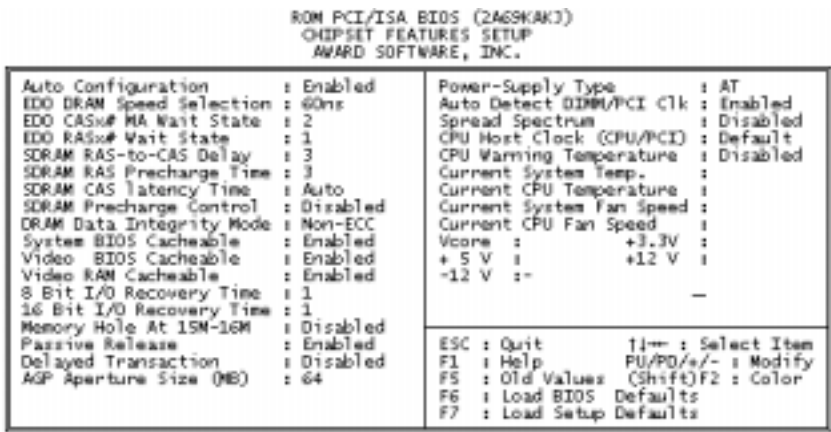 ROM PCI/ISA BIOS (2A69KAKJ)
CHIPSET FEATURES SETUP
AWARD SOFTWARE, INC.
Auto Configuration : Enabled
EDO DRAM Speed Selection : 60ns
EDO CASx# MA Wait State : 2
EDO RASx# Wait State : 1
SDRAM RAS-to-CAS Delay : 3
SDRAM RAS Precharge Time : 3
SDRAM CAS latency Time : Auto
SDRAM Precharge Control : Disabled
DRAM Data Integrity Mode : Non-ECC
System BIOS Cacheable : Enabled
Video BIOS Cacheable : Enabled
Video RAM Cacheable : Enabled
8 Bit I/O Recovery Time : 1
16 Bit I/O Recovery Time : 1
Memory Hole At 15M-16M : Disabled
Passive Release : Enabled
Delayed Transaction : Disabled
AGP Aperture Size (MB) : 64
Power-Supply Type : AT
Auto Detect DIMM/PCI Clk : Enabled
Spread Spectrum : Disabled
CPU Host Clock (CPU/PCI) : Default
CPU Warning Temperature : Disabled
Current System Temp. :
Current CPU Temperature :
Current System Fan Speed :
Current CPU Fan Speed :
Vcore : +3.3V :
+ 5 V : +12 V :
-12 V :-
ESC : Quit ↑↓→← : Select Item
F1 : Help PU/PD/+/- : Modify
F5 : Old Values (Shift)F2 : Color
F6 : Load BIOS Defaults
F7 : Load Setup Defaults